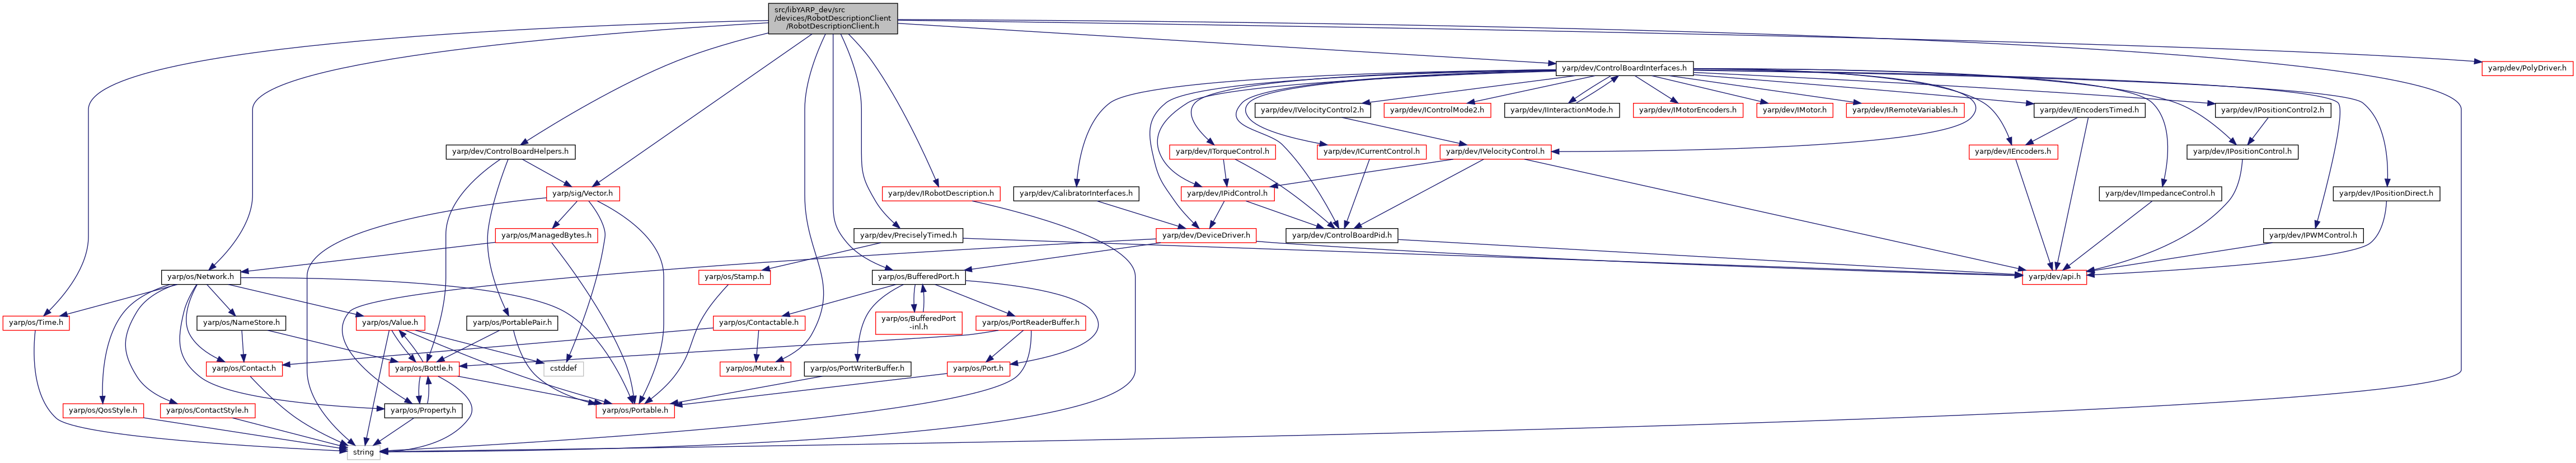 src/libYARP_dev/src
/devices/RobotDescriptionClient
/RobotDescriptionClient.h
yarp/dev/ControlBoardInterfaces.h
yarp/dev/PolyDriver.h
yarp/dev/IVelocityControl2.h
yarp/dev/IControlMode2.h
yarp/dev/IInteractionMode.h
yarp/dev/IMotorEncoders.h
yarp/dev/IMotor.h
yarp/dev/IRemoteVariables.h
yarp/dev/IEncodersTimed.h
yarp/dev/IPositionControl2.h
yarp/dev/ControlBoardHelpers.h
yarp/dev/ITorqueControl.h
yarp/dev/ICurrentControl.h
yarp/dev/IVelocityControl.h
yarp/dev/IEncoders.h
yarp/dev/IPositionControl.h
yarp/sig/Vector.h
yarp/dev/IRobotDescription.h
yarp/dev/CalibratorInterfaces.h
yarp/dev/IPidControl.h
yarp/dev/IImpedanceControl.h
yarp/dev/IPositionDirect.h
yarp/os/ManagedBytes.h
yarp/dev/PreciselyTimed.h
yarp/dev/DeviceDriver.h
yarp/dev/ControlBoardPid.h
yarp/dev/IPWMControl.h
yarp/os/Network.h
yarp/os/Stamp.h
yarp/os/BufferedPort.h
yarp/dev/api.h
yarp/os/Time.h
yarp/os/NameStore.h
yarp/os/Value.h
yarp/os/PortablePair.h
yarp/os/Contactable.h
yarp/os/BufferedPort
-inl.h
yarp/os/PortReaderBuffer.h
yarp/os/Contact.h
yarp/os/Bottle.h
cstddef
yarp/os/Mutex.h
yarp/os/PortWriterBuffer.h
yarp/os/Port.h
yarp/os/QosStyle.h
yarp/os/ContactStyle.h
yarp/os/Property.h
yarp/os/Portable.h
string